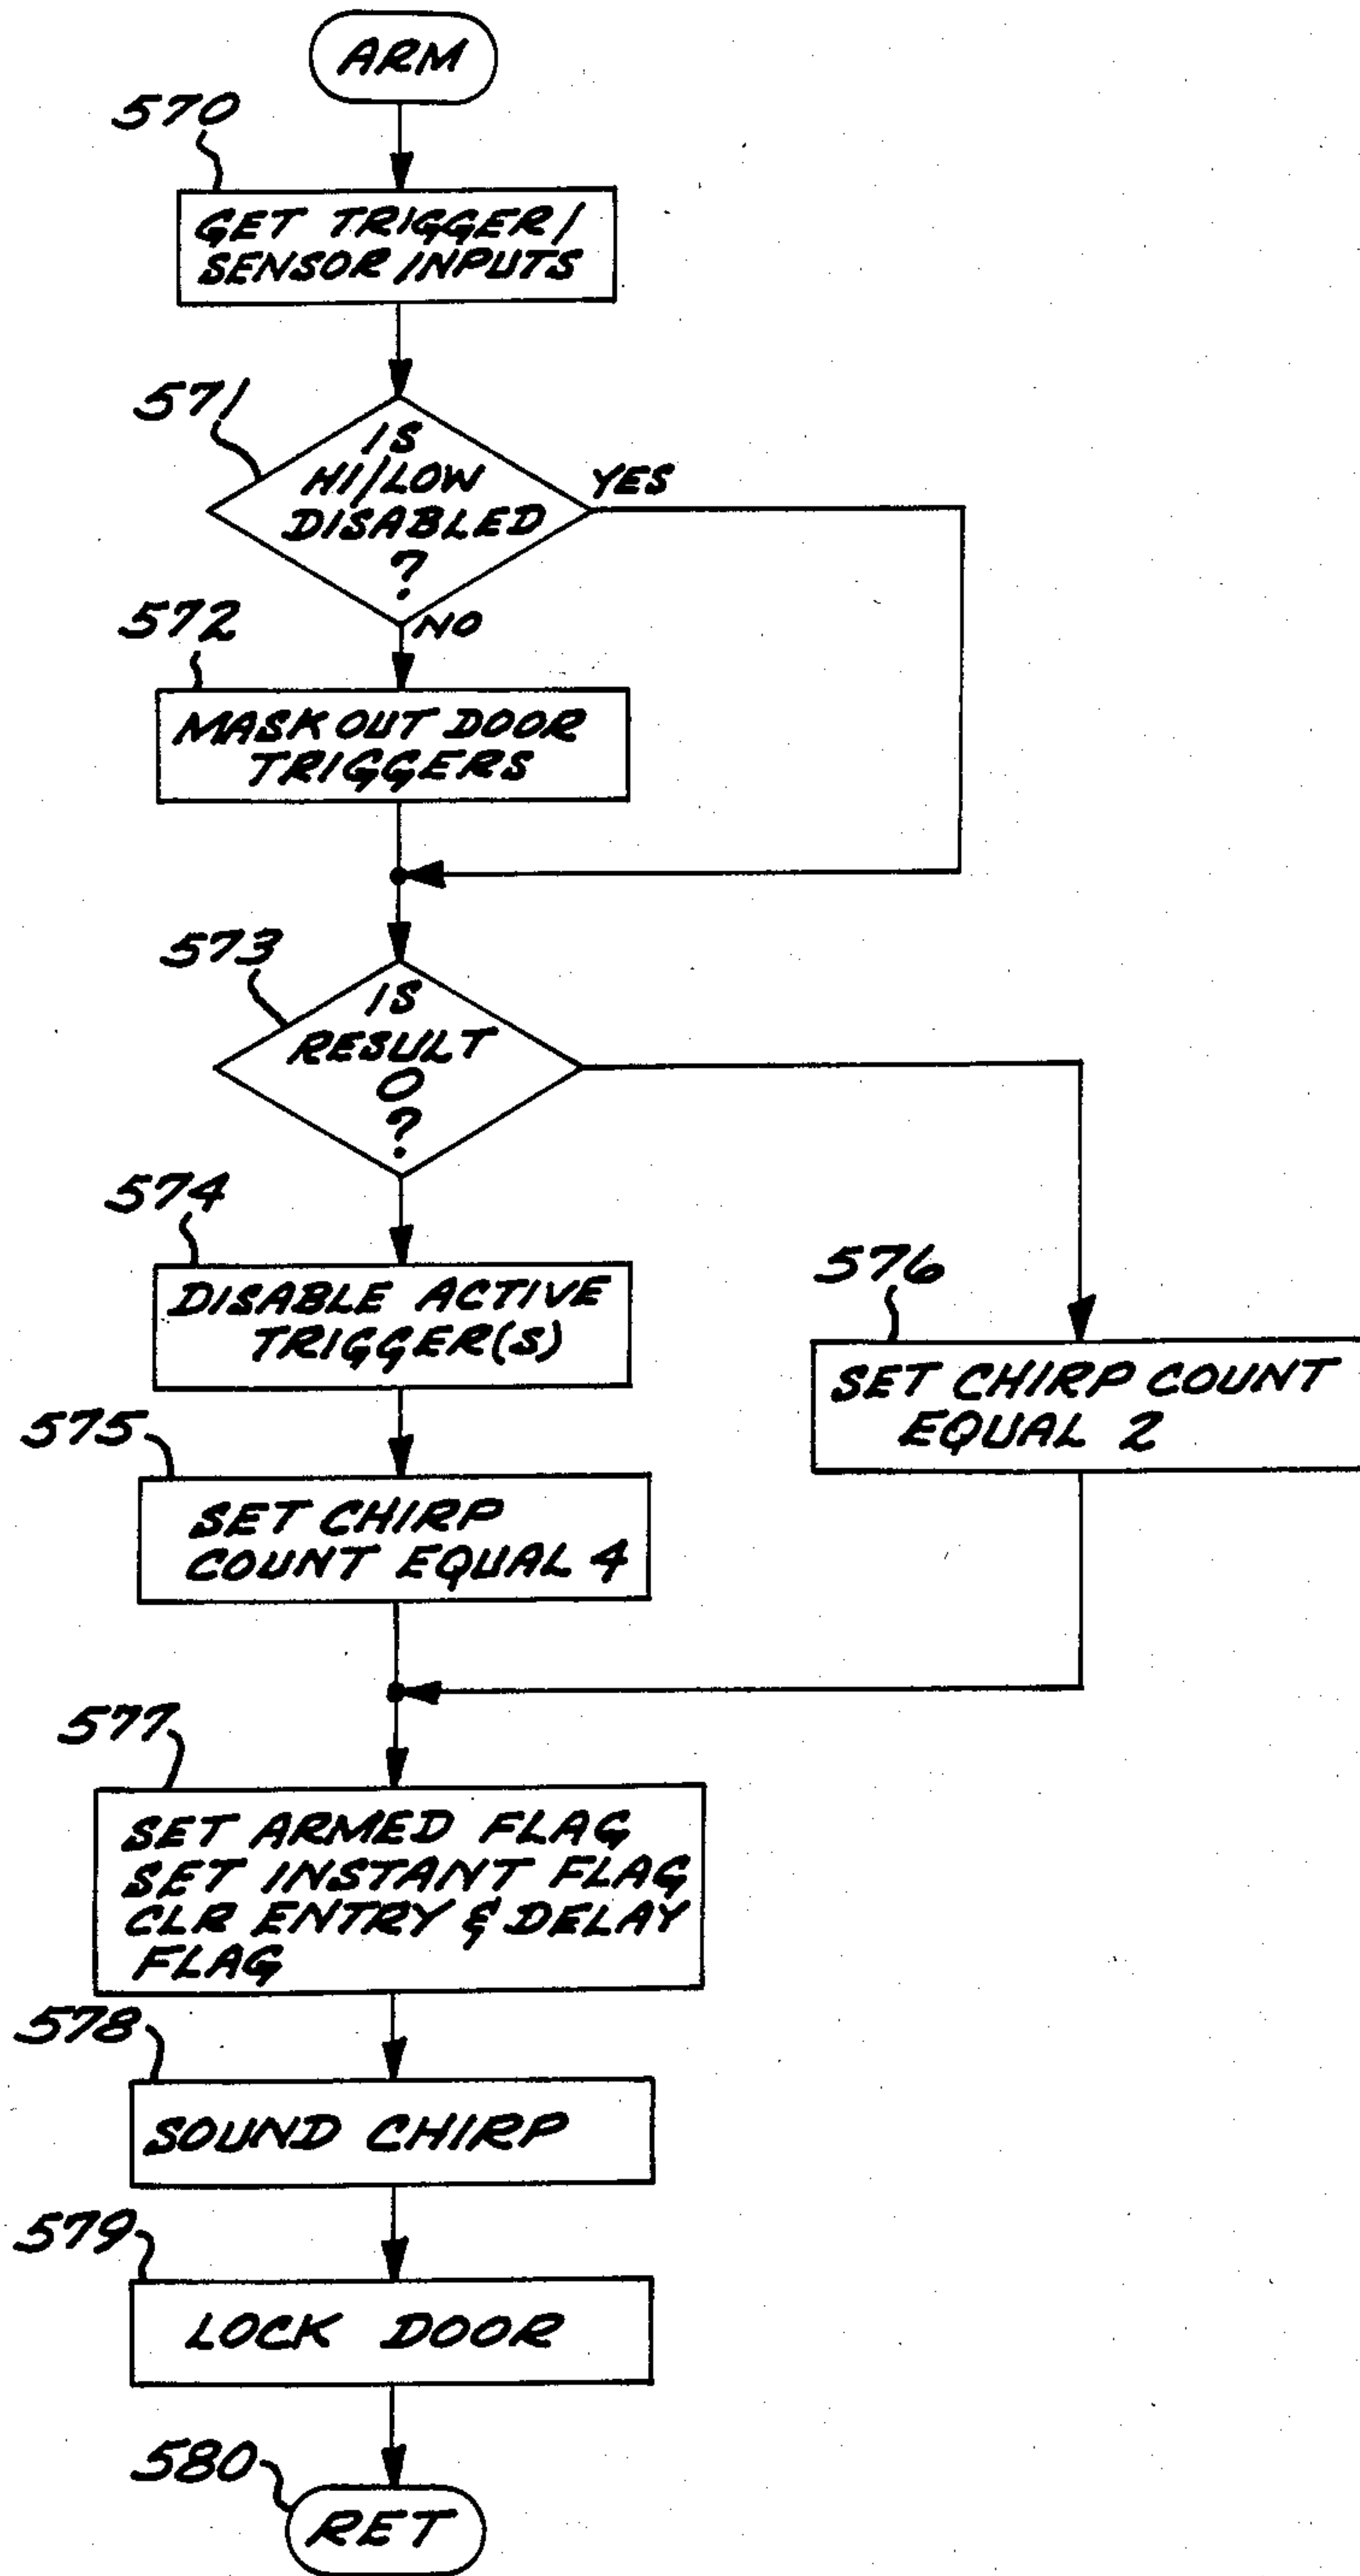 ARM
570
GET TRIGGER/
SENSOR INPUTS
571
IS
HI/LOW
DISABLED
?
YES
NO
572
MASK OUT DOOR
TRIGGERS
573
IS
RESULT
0
?
574
DISABLE ACTIVE
TRIGGER(S)
576
SET CHIRP COUNT
EQUAL 2
575
SET CHIRP
COUNT EQUAL 4
577
SET ARMED FLAG
SET INSTANT FLAG
CLR ENTRY & DELAY
FLAG
578
SOUND CHIRP
579
LOCK DOOR
580
RET